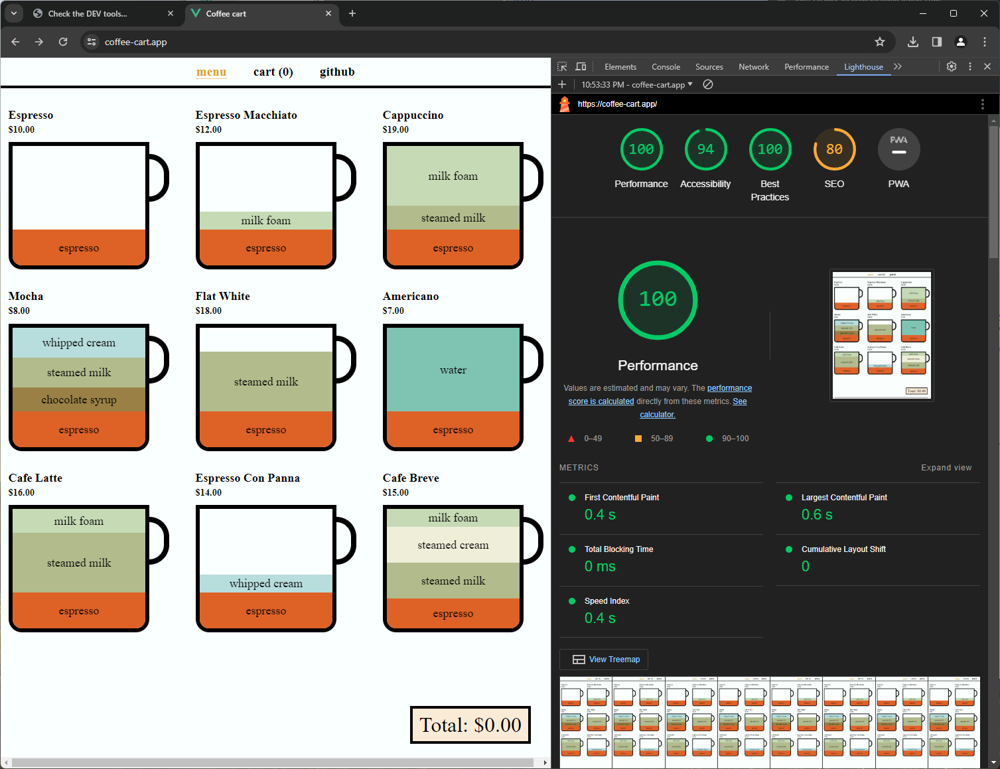 Check the DEV tools...
Coffee cart
coffee-cart.app
menu cart (0) github
Espresso
$10.00
espresso
Espresso Macchiato
$12.00
milk foam
espresso
Cappuccino
$19.00
milk foam
steamed milk
espresso
Mocha
$8.00
whipped cream
steamed milk
chocolate syrup
espresso
Flat White
$18.00
steamed milk
espresso
Americano
$7.00
water
espresso
Cafe Latte
$16.00
milk foam
steamed milk
espresso
Espresso Con Panna
$14.00
whipped cream
espresso
Cafe Breve
$15.00
milk foam
steamed cream
steamed milk
espresso
Total: $0.00
Elements Console Sources Network Performance Lighthouse
10:53:33 PM - coffee-cart.app
https://coffee-cart.app/
100
Performance
94
Accessibility
100
Best
Practices
80
SEO
PWA
PWA
100
Performance
Values are estimated and may vary. The performance
score is calculated directly from these metrics. See
calculator.
0–49 50–89 90–100
METRICS Expand view
First Contentful Paint
0.4 s
Largest Contentful Paint
0.6 s
Total Blocking Time
0 ms
Cumulative Layout Shift
0
Speed Index
0.4 s
View Treemap
Total: $0.00